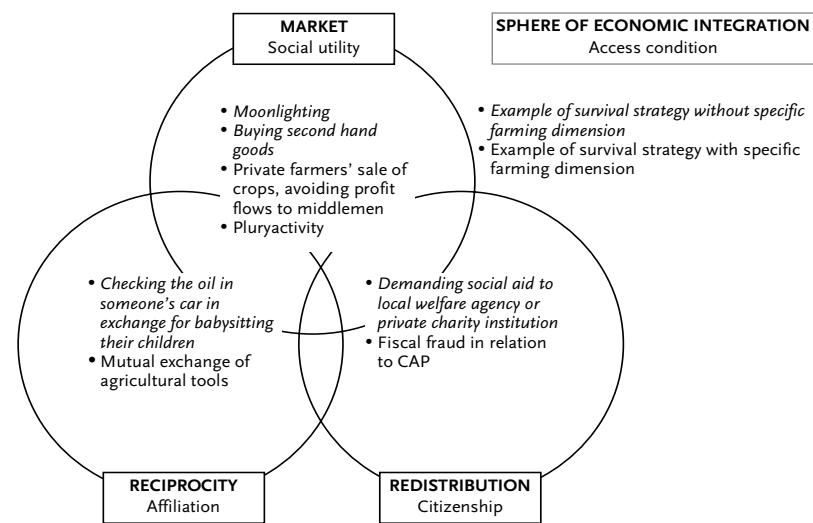 MARKET
Social utility
SPHERE OF ECONOMIC INTEGRATION
Access condition
• Moonlighting
• Buying second hand
goods
• Private farmers' sale of
crops, avoiding profit
flows to middlemen
• Pluryactivity
• Example of survival strategy without specific
farming dimension
• Example of survival strategy with specific
farming dimension
• Checking the oil in
someone's car in
exchange for babysitting
their children
• Mutual exchange of
agricultural tools
• Demanding social aid to
local welfare agency or
private charity institution
• Fiscal fraud in relation
to CAP
RECIPROCITY
Affiliation
REDISTRIBUTION
Citizenship